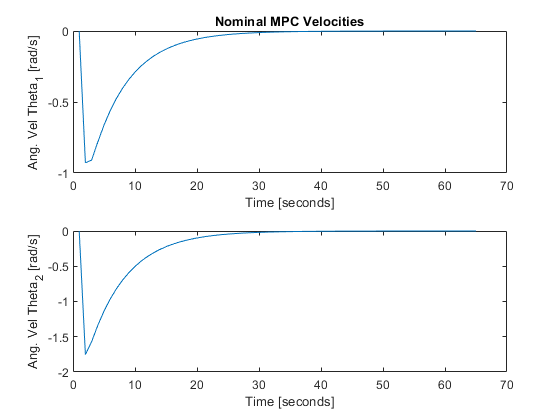 Nominal MPC Velocities
0
-0.5
-1
Ang. Vel Theta1 [rad/s]
0 10 20 30 40 50 60 70
Time [seconds]
0
-0.5
-1
-1.5
-2
Ang. Vel Theta2 [rad/s]
0 10 20 30 40 50 60 70
Time [seconds]